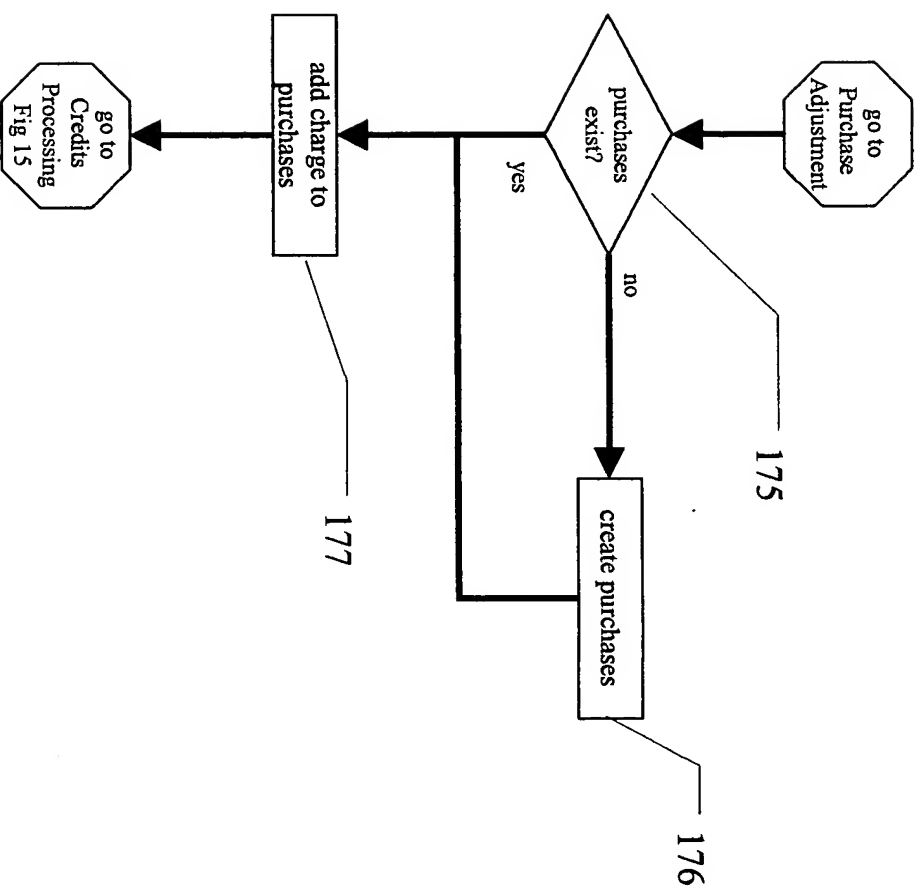 go to
Purchase
Adjustment
purchases
exist?
175
no
create purchases
176
yes
add charge to
purchases
177
go to
Credits
Processing
Fig 15